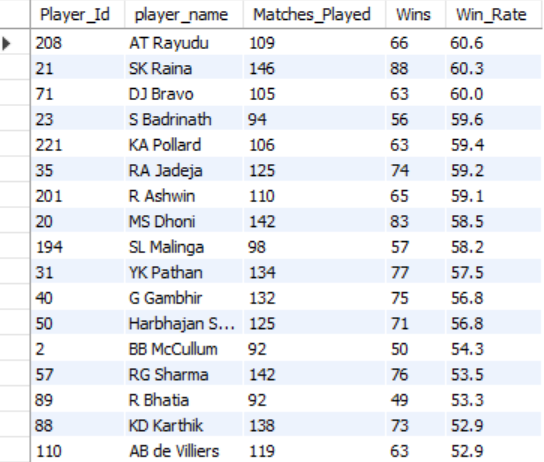 Player_Id player_name Matches_Played Wins Win_Rate
208 AT Rayudu 109 66 60.6
21 SK Raina 146 88 60.3
71 DJ Bravo 105 63 60.0
23 S Badrinath 94 56 59.6
221 KA Pollard 106 63 59.4
35 RA Jadeja 125 74 59.2
201 R Ashwin 110 65 59.1
20 MS Dhoni 142 83 58.5
194 SL Malinga 98 57 58.2
31 YK Pathan 134 77 57.5
40 G Gambhir 132 75 56.8
50 Harbhajan S... 125 71 56.8
2 BB McCullum 92 50 54.3
57 RG Sharma 142 76 53.5
89 R Bhatia 92 49 53.3
88 KD Karthik 138 73 52.9
110 AB de Villiers 119 63 52.9